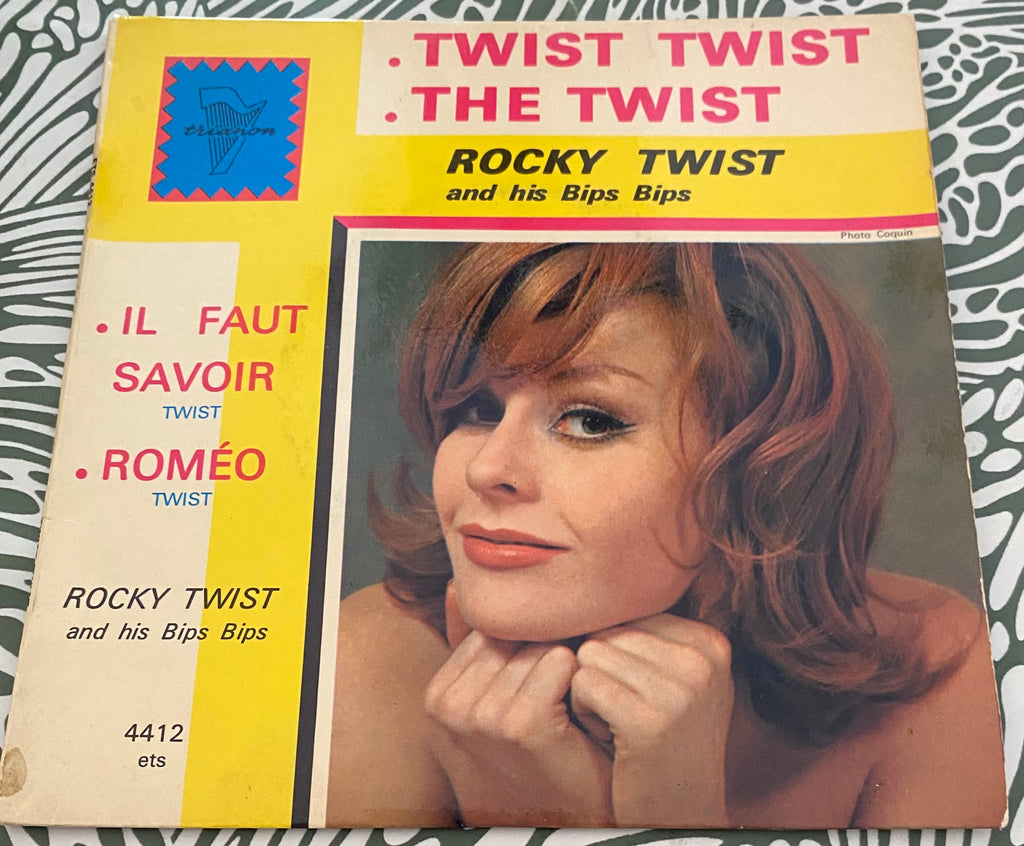 . TWIST TWIST
. THE TWIST
trianon
ROCKY TWIST
and his Bips Bips
Photo Coquin
. IL FAUT
SAVOIR
TWIST
. ROMÉO
TWIST
ROCKY TWIST
and his Bips Bips
4412
ets